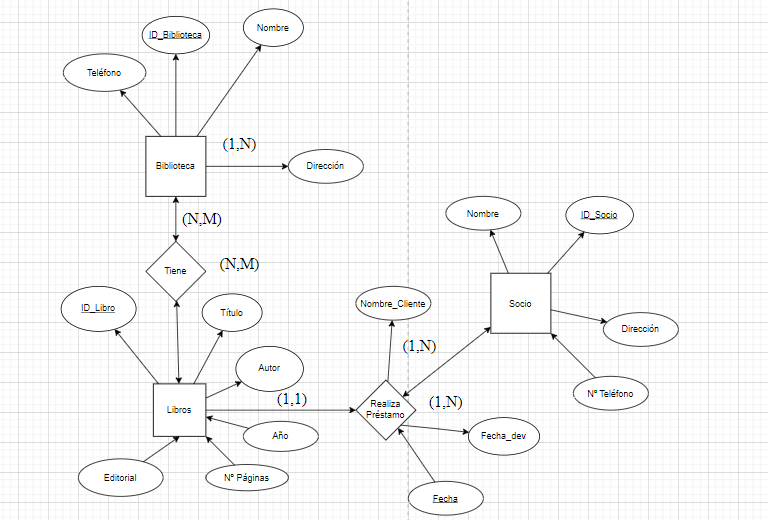 ID_Biblioteca
Nombre
Teléfono
(1,N)
Biblioteca
Dirección
(N,M)
Nombre
ID_Socio
(N,M)
Tiene
ID_Libro
Título
Nombre_Cliente
Socio
Dirección
(1,N)
Autor
Nº Teléfono
(1,1)
(1,N)
Libros
Realiza
Préstamo
Año
Fecha_dev
Editorial
Nº Páginas
Fecha